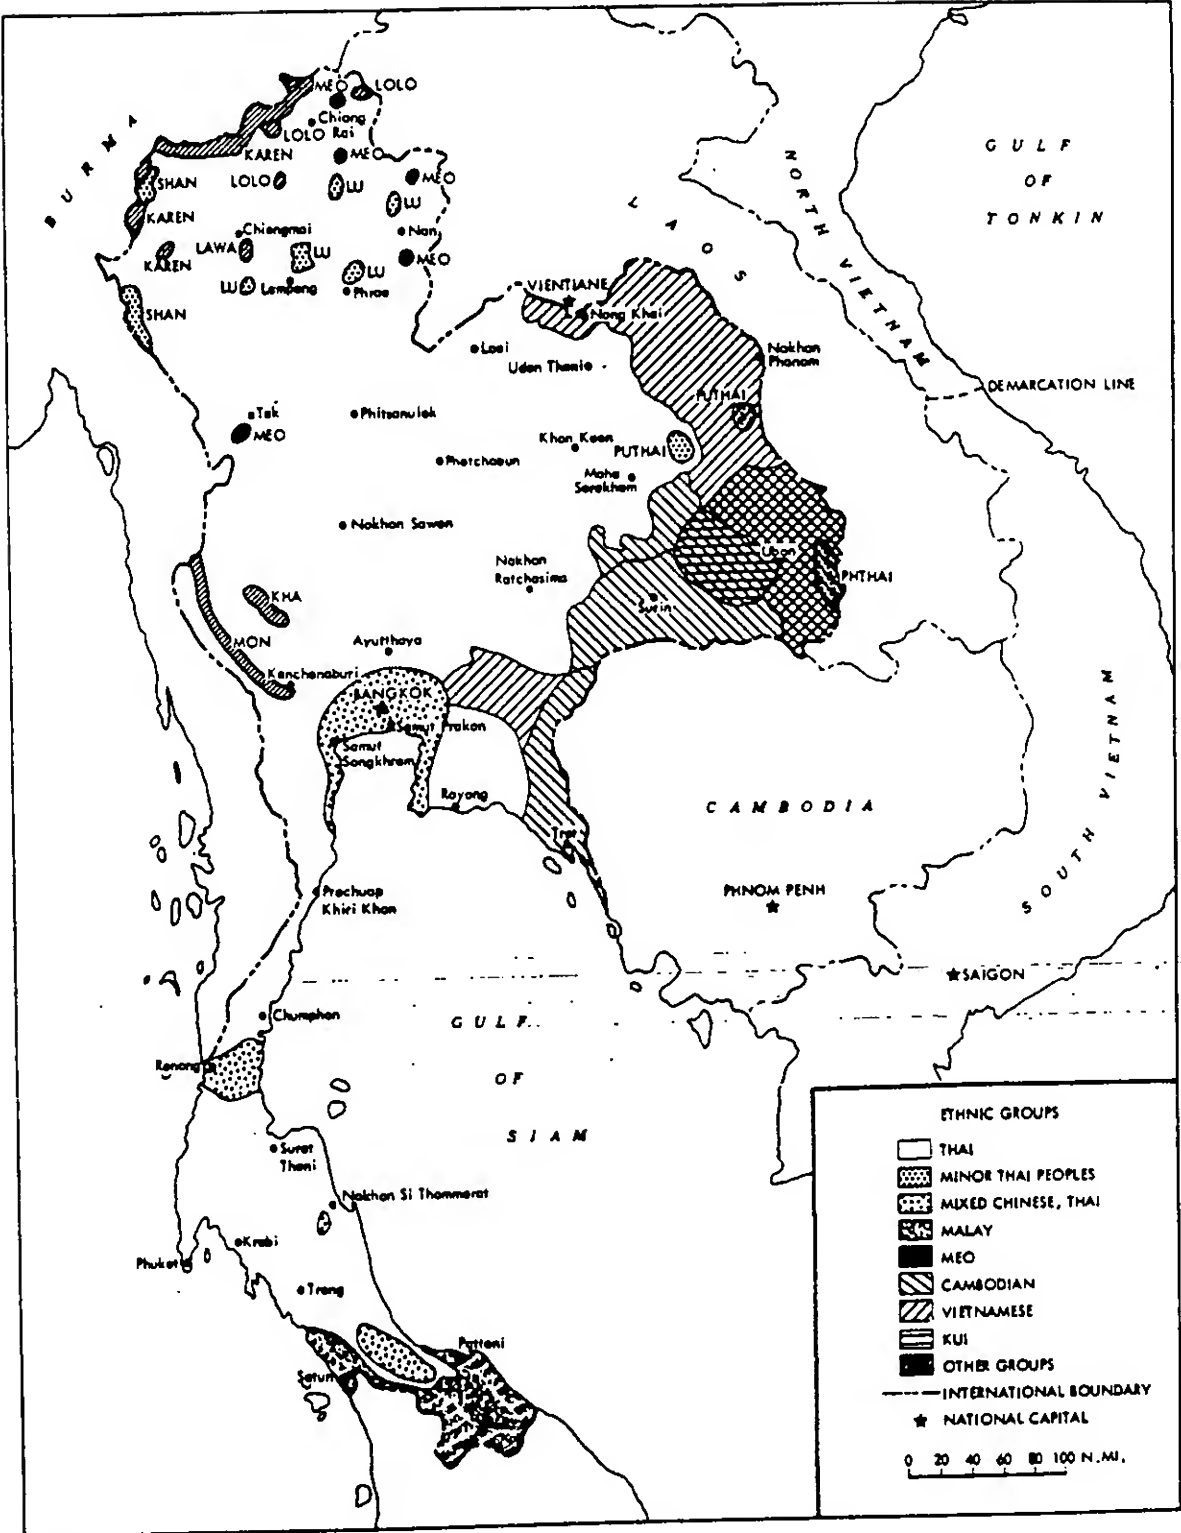 BURMA
MEO
LOLO
Chiang
Rai
LOLO
KAREN
MEO
SHAN
LOLO
LU
MEO
LU
KAREN
Chiengmai
Nan
LAWA
LU
MEO
KAREN
LU
LU
Lampang
Phrae
SHAN
LAOS
NORTH VIETNAM
GULF
OF
TONKIN
VIENTIANE
Nong Khai
Loei
Udon Thani
Nakhan
Phanom
DEMARCATION LINE
PUTHAI
Tak
MEO
Phitsanulok
Khon Kaen
PUTHAI
Phetchabun
Maha
Sarakham
Nakhan Sawan
Nakhan
Ratchasima
Ubon
PHTHAI
Surin
KHA
MON
Ayutthaya
Kanchanaburi
BANGKOK
Samut Prakan
Samut
Songkhram
Rayong
Trat
CAMBODIA
SOUTH VIETNAM
PHNOM PENH
Prachuap
Khiri Khan
SAIGON
Chumphon
GULF
OF
SIAM
Ranong
Surat
Thani
Nakhon Si Thammarat
Krabi
Phuket
Trang
Pattani
Satun
ETHNIC GROUPS
THAI
MINOR THAI PEOPLES
MIXED CHINESE, THAI
MALAY
MEO
CAMBODIAN
VIETNAMESE
KUI
OTHER GROUPS
INTERNATIONAL BOUNDARY
NATIONAL CAPITAL
0 20 40 60 80 100 N.MI.